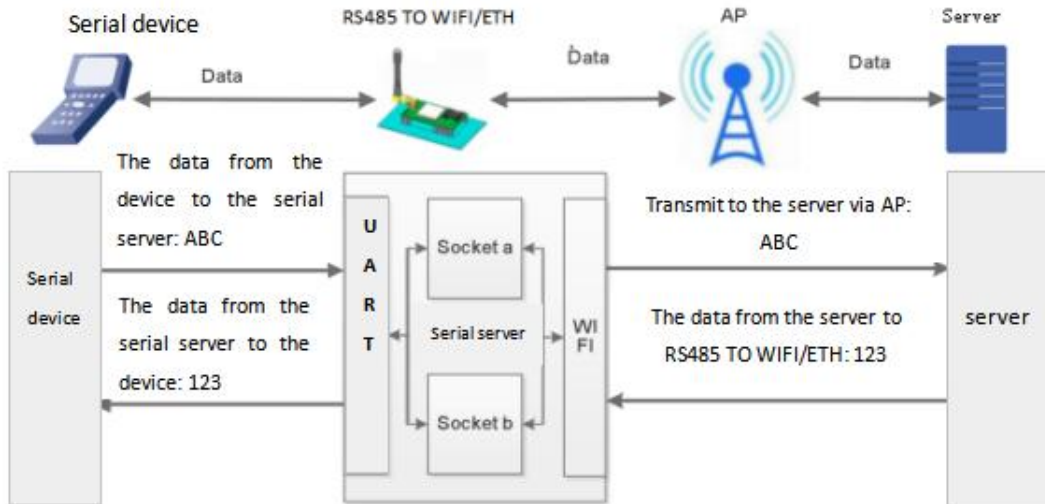 Serial device
RS485 TO WIFI/ETH
AP
Server
Data
Data
Data
The data from the
device to the serial
server: ABC
Serial
device
The data from the
serial server to the
device: 123
U
A
R
T
Socket a
Serial server
Socket b
WI
FI
Transmit to the server via AP:
ABC
The data from the server to
RS485 TO WIFI/ETH: 123
server